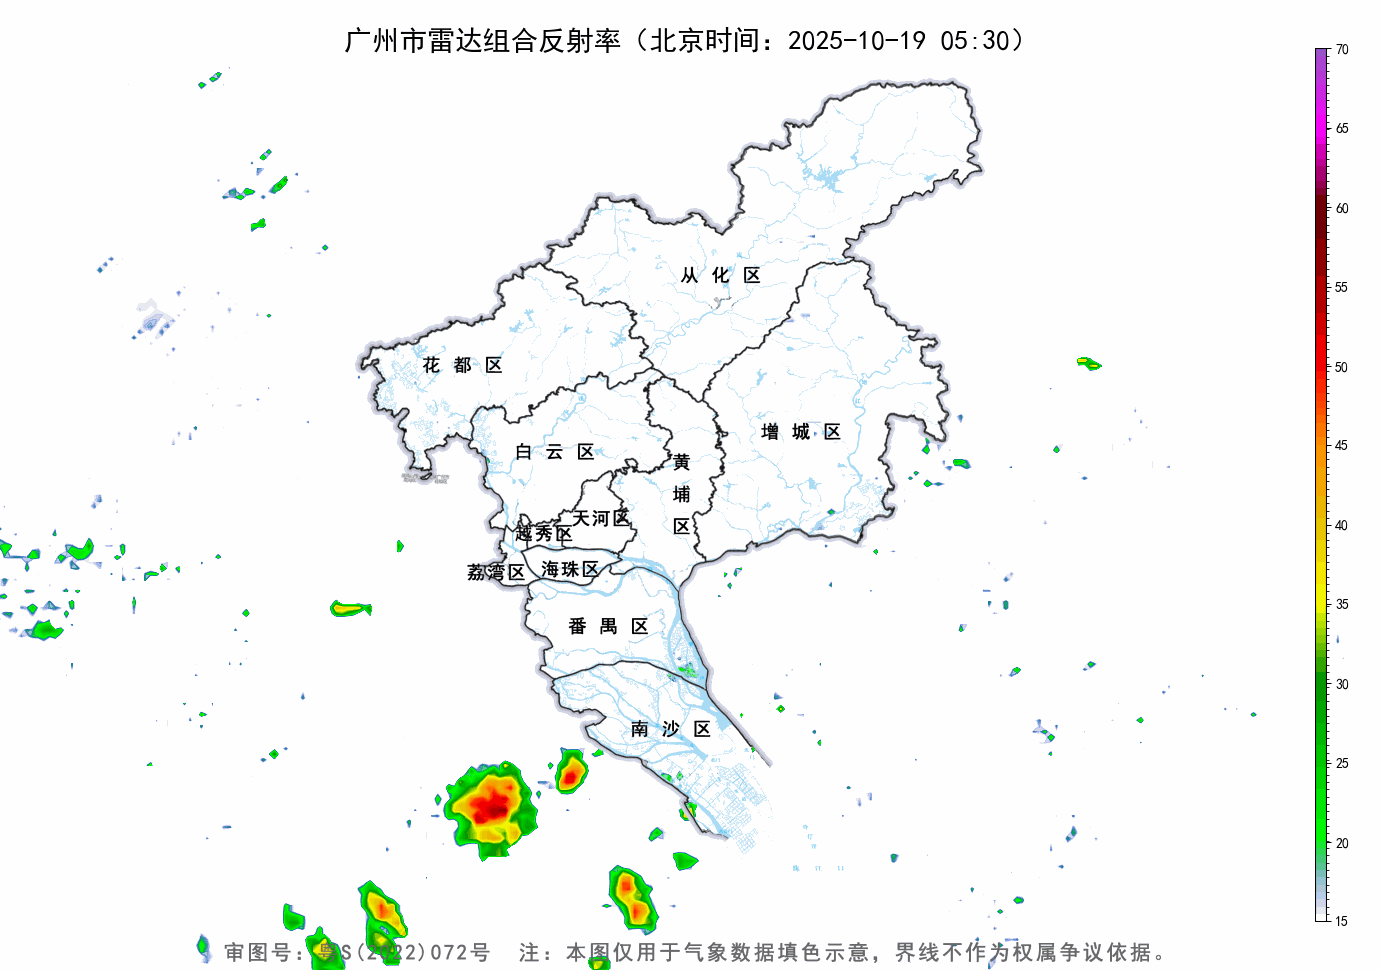 广州市雷达组合反射率（北京时间：2025-10-19 05:30）
70
65
60
55
50
45
40
35
30
25
20
15
从化区
花都区
增城区
白云区
黄埔区
天河区
越秀区
荔湾区
海珠区
番禺区
南沙区
审图号：粤S(2022)072号　注：本图仅用于气象数据填色示意，界线不作为权属争议依据。